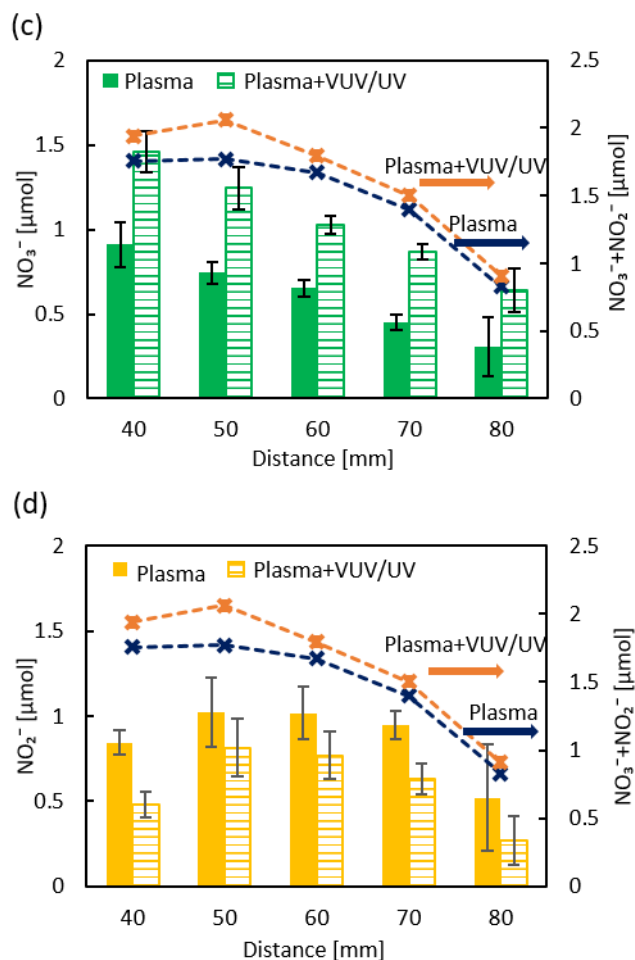 (c)
2
1.5
1
0.5
0
NO₃⁻ [µmol]
Plasma
Plasma+VUV/UV
2.5
2
1.5
1
0.5
0
NO₃⁻+NO₂⁻ [µmol]
Plasma+VUV/UV
Plasma
40 50 60 70 80
Distance [mm]
(d)
2
1.5
1
0.5
0
NO₂⁻ [µmol]
Plasma
Plasma+VUV/UV
2.5
2
1.5
1
0.5
0
NO₃⁻+NO₂⁻ [µmol]
Plasma+VUV/UV
Plasma
40 50 60 70 80
Distance [mm]